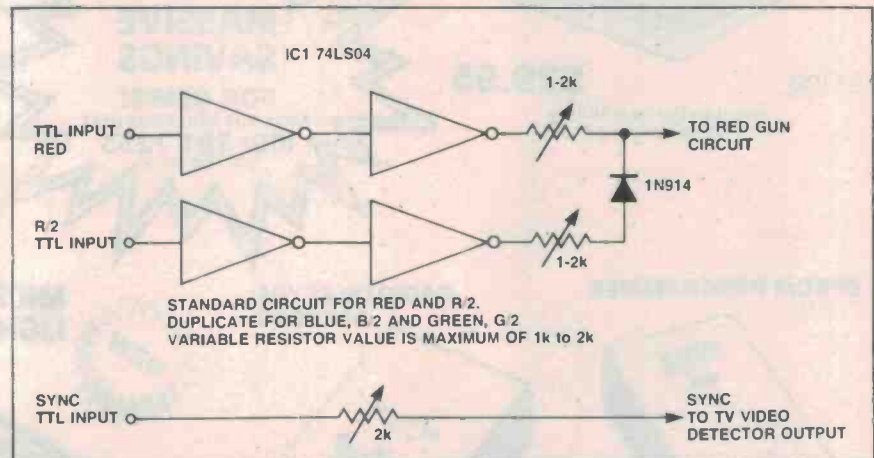 IC1 74LS04
1-2k
TTL INPUT
RED
TO RED GUN
CIRCUIT
1N914
R/2
TTL INPUT
1-2k
STANDARD CIRCUIT FOR RED AND R/2.
DUPLICATE FOR BLUE, B/2 AND GREEN, G/2
VARIABLE RESISTOR VALUE IS MAXIMUM OF 1k to 2k
SYNC
TTL INPUT
2k
SYNC
TO TV VIDEO
DETECTOR OUTPUT